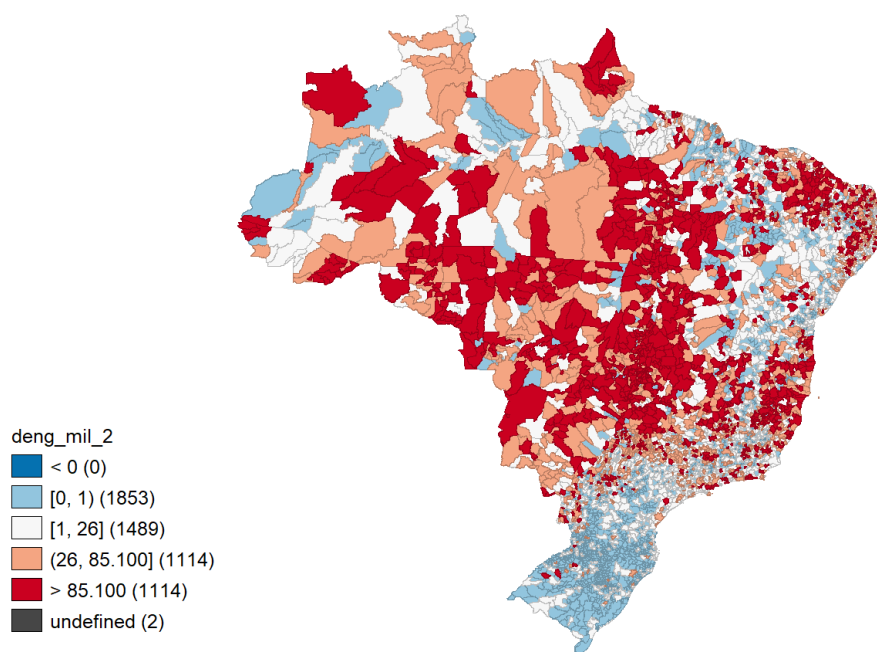 deng_mil_2
< 0 (0)
[0, 1) (1853)
[1, 26] (1489)
(26, 85.100] (1114)
> 85.100 (1114)
undefined (2)